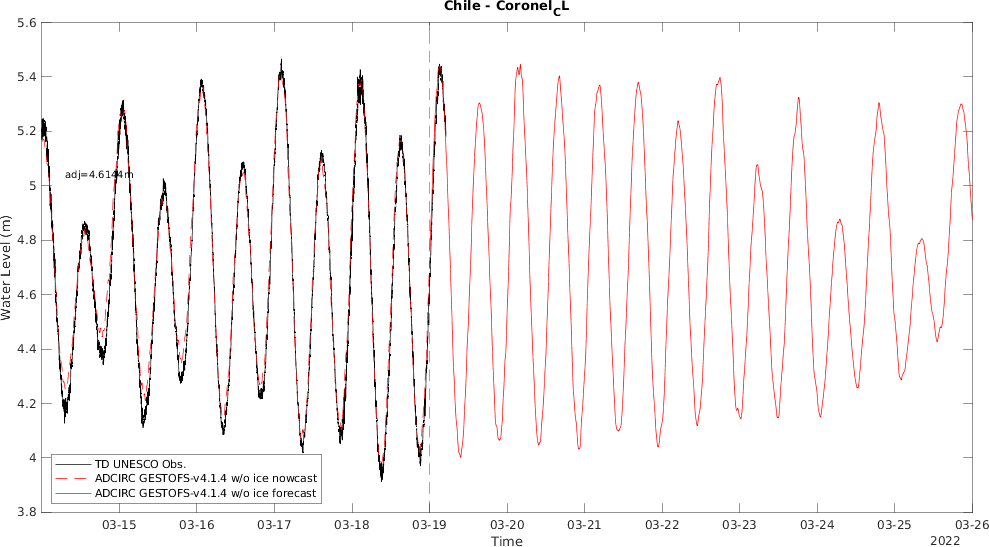 Chile - Coronel_CL
5.6
5.4
5.2
5
4.8
4.6
4.4
4.2
4
3.8
Water Level (m)
adj=4.6144m
TD UNESCO Obs.
ADCIRC GESTOFS-v4.1.4 w/o ice nowcast
ADCIRC GESTOFS-v4.1.4 w/o ice forecast
03-15 03-16 03-17 03-18 03-19 03-20 03-21 03-22 03-23 03-24 03-25 03-26
Time
2022